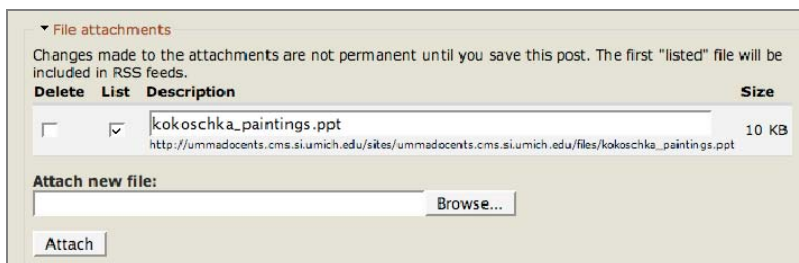 File attachments
Changes made to the attachments are not permanent until you save this post. The first "listed" file will be
included in RSS feeds.
Delete List Description Size
kokoschka_paintings.ppt 10 KB
http://ummadocents.cms.si.umich.edu/sites/ummadocents.cms.si.umich.edu/files/kokoschka_paintings.ppt
Attach new file:
Browse...
Attach